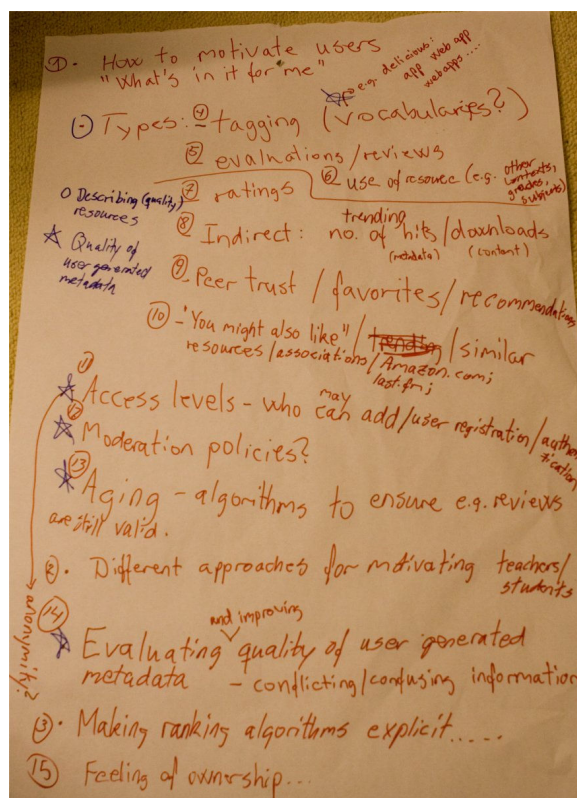 1. How to motivate users
"What's in it for me"
e.g. delicious:
app web app
webapps....
Types: 4 tagging (vocabularies?)
5 evaluations/reviews
6 use of resource (e.g. other
contexts,
grades,
subjects)
O Describing (quality)
resources
7 ratings
☆ Quality of
user generated
metadata
trending
8 Indirect: no. of hits/downloads
(metadata) (content)
9 - Peer trust / favorites/recommendations
10 - "You might also like" / trending / similar
resources/associations/Amazon.com;
last.fm;
11
☆ Access levels - who can add/user registration/authentication
may
12
☆ Moderation policies?
13
☆ Aging - algorithms to ensure e.g. reviews
are still valid.
2. Different approaches for motivating teachers/
students
anonymity?
14
and improving
☆ Evaluating quality of user generated
metadata - conflicting/confusing information
3. Making ranking algorithms explicit.....
15 Feeling of ownership...